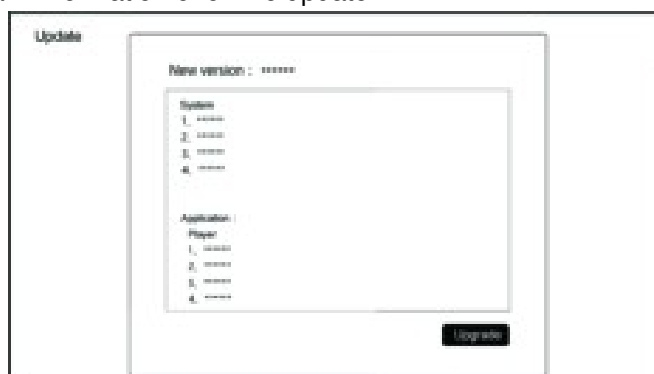 Update
New version : ******
System
1. ******
2. ******
3. ******
4. ******
Application :
Player
1. ******
2. ******
3. ******
4. ******
Upgrade